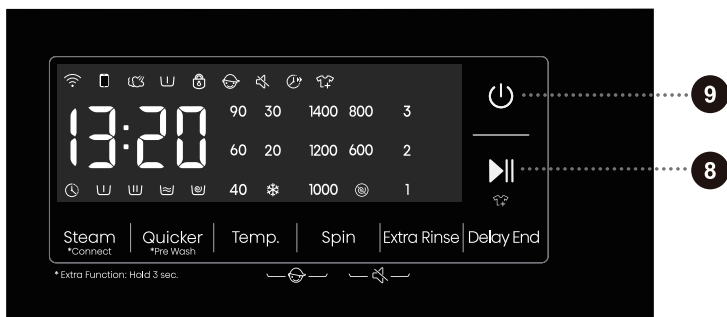 90 30 1400 800 3
13:20
60 20 1200 600 2
40 1000 1
Steam Quicker Temp. Spin Extra Rinse Delay End
*Connect *Pre Wash
* Extra Function: Hold 3 sec.
9
8